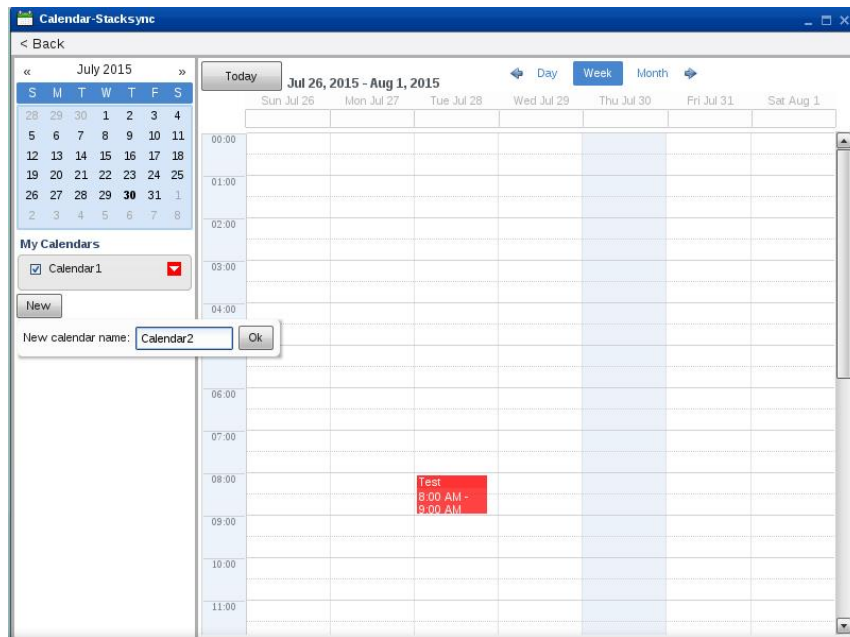 Calendar-Stacksync
< Back
« July 2015 »
S M T W T F S
28 29 30 1 2 3 4
5 6 7 8 9 10 11
12 13 14 15 16 17 18
19 20 21 22 23 24 25
26 27 28 29 30 31 1
2 3 4 5 6 7 8
My Calendars
Calendar1
New
New calendar name: Calendar2 Ok
Today
Jul 26, 2015 - Aug 1, 2015
Day Week Month
Sun Jul 26 Mon Jul 27 Tue Jul 28 Wed Jul 29 Thu Jul 30 Fri Jul 31 Sat Aug 1
00:00
01:00
02:00
03:00
04:00
06:00
07:00
08:00
Test
8:00 AM -
9:00 AM
09:00
10:00
11:00